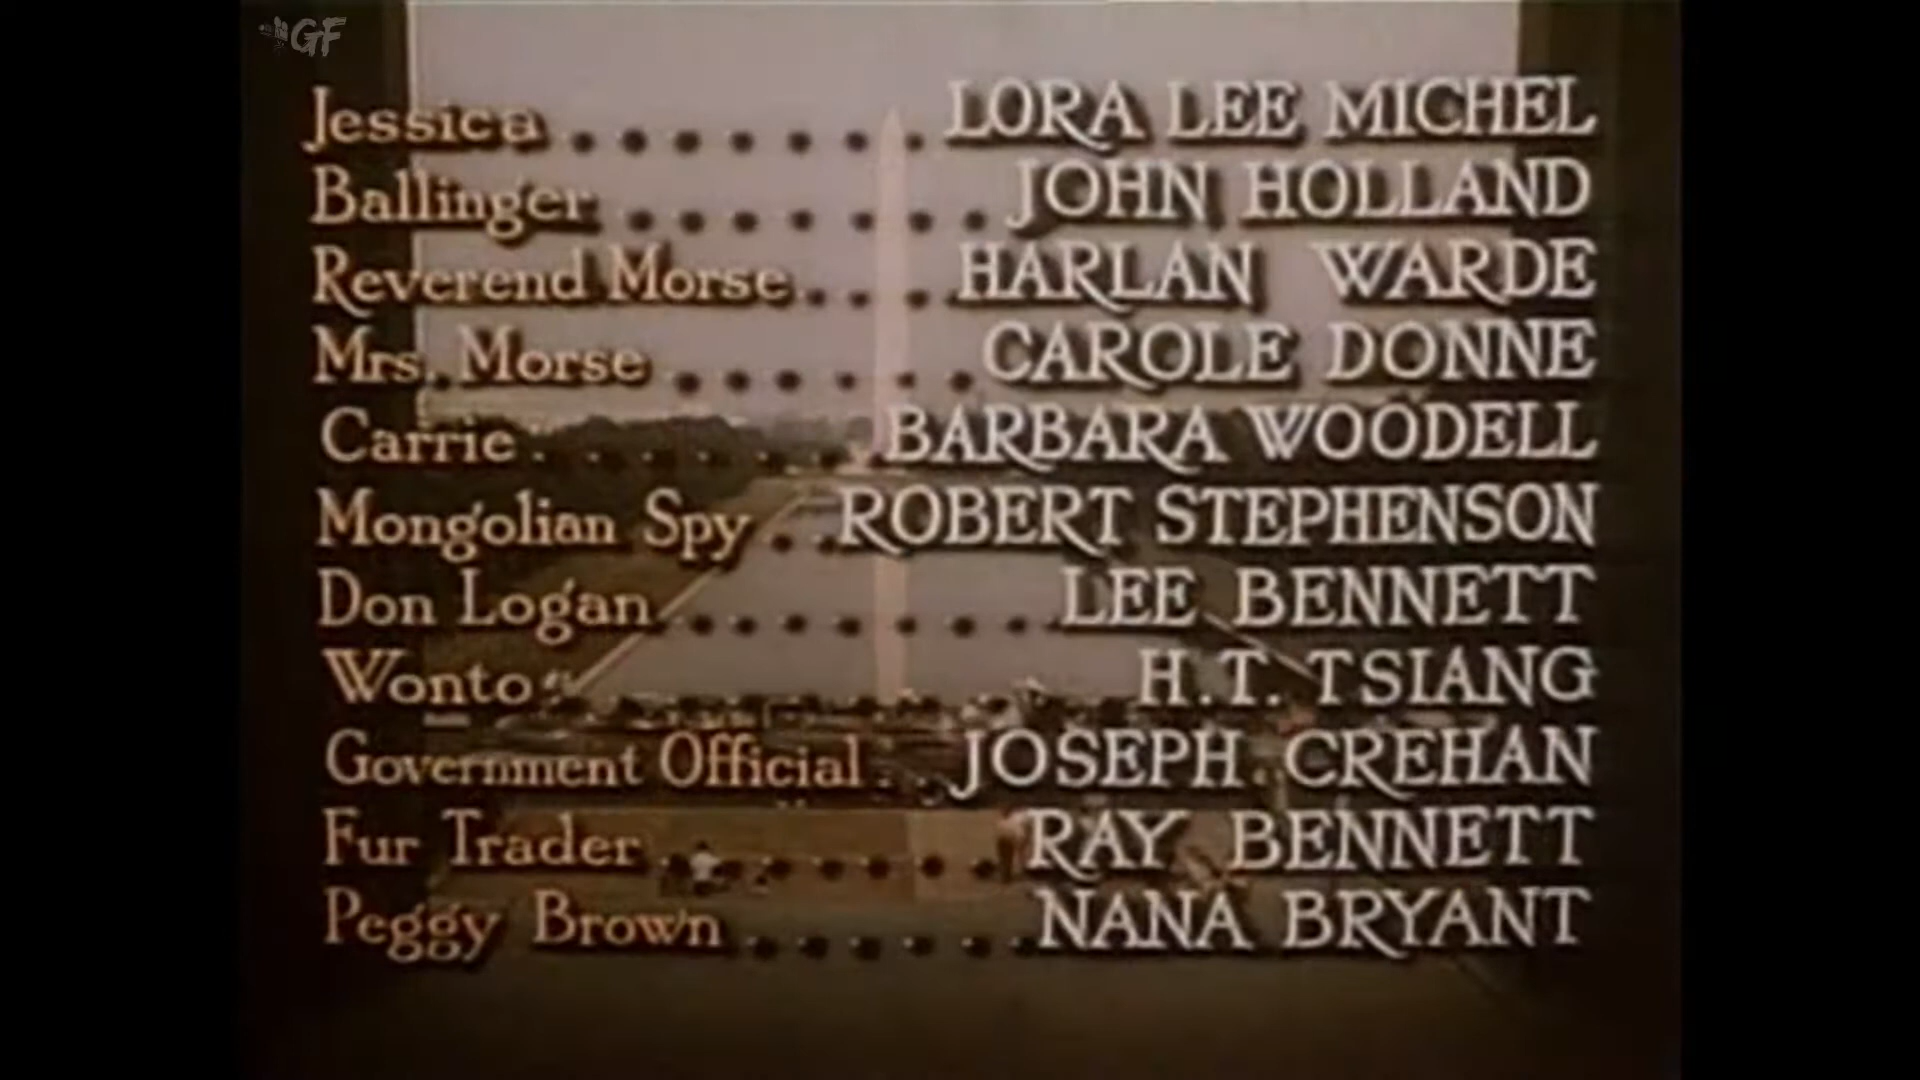 GF
Jessica . . . . . . . LORA LEE MICHEL
Ballinger . . . . . . . JOHN HOLLAND
Reverend Morse . . . . HARLAN WARDE
Mrs. Morse . . . . . . CAROLE DONNE
Carrie . . . . . . . BARBARA WOODELL
Mongolian Spy . . ROBERT STEPHENSON
Don Logan . . . . . . . LEE BENNETT
Wonto . . . . . . . . . . . H.T. TSIANG
Government Official . . JOSEPH CREHAN
Fur Trader . . . . . . . RAY BENNETT
Peggy Brown . . . . . . NANA BRYANT